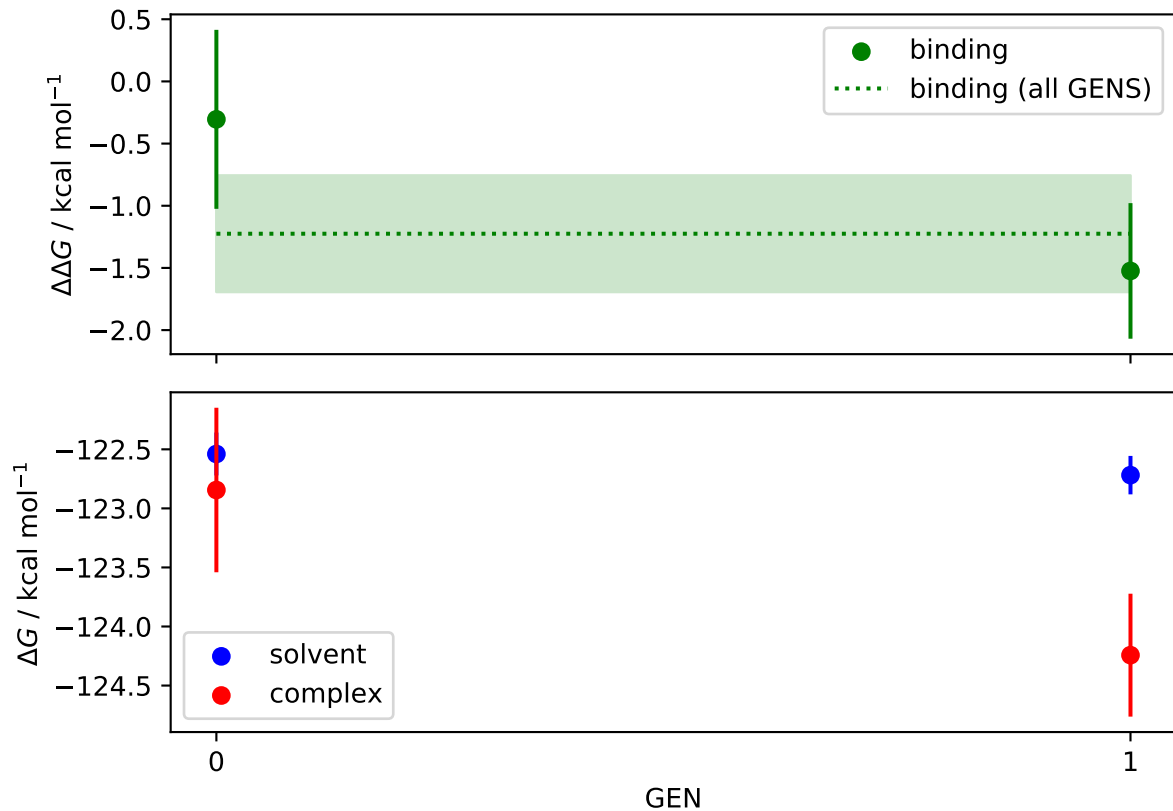 0.5
0.0
−0.5
−1.0
−1.5
−2.0
ΔΔG / kcal mol⁻¹
binding
binding (all GENS)
−122.5
−123.0
−123.5
−124.0
−124.5
ΔG / kcal mol⁻¹
solvent
complex
0
1
GEN